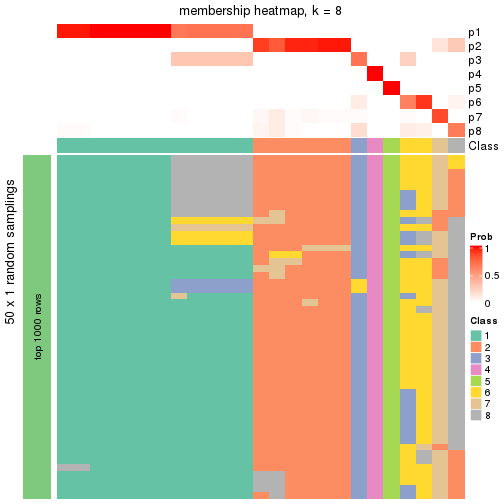 membership heatmap, k = 8
p1
p2
p3
p4
p5
p6
p7
p8
Class
50 x 1 random samplings
top 1000 rows
Prob
1
0.5
0
Class
1
2
3
4
5
6
7
8